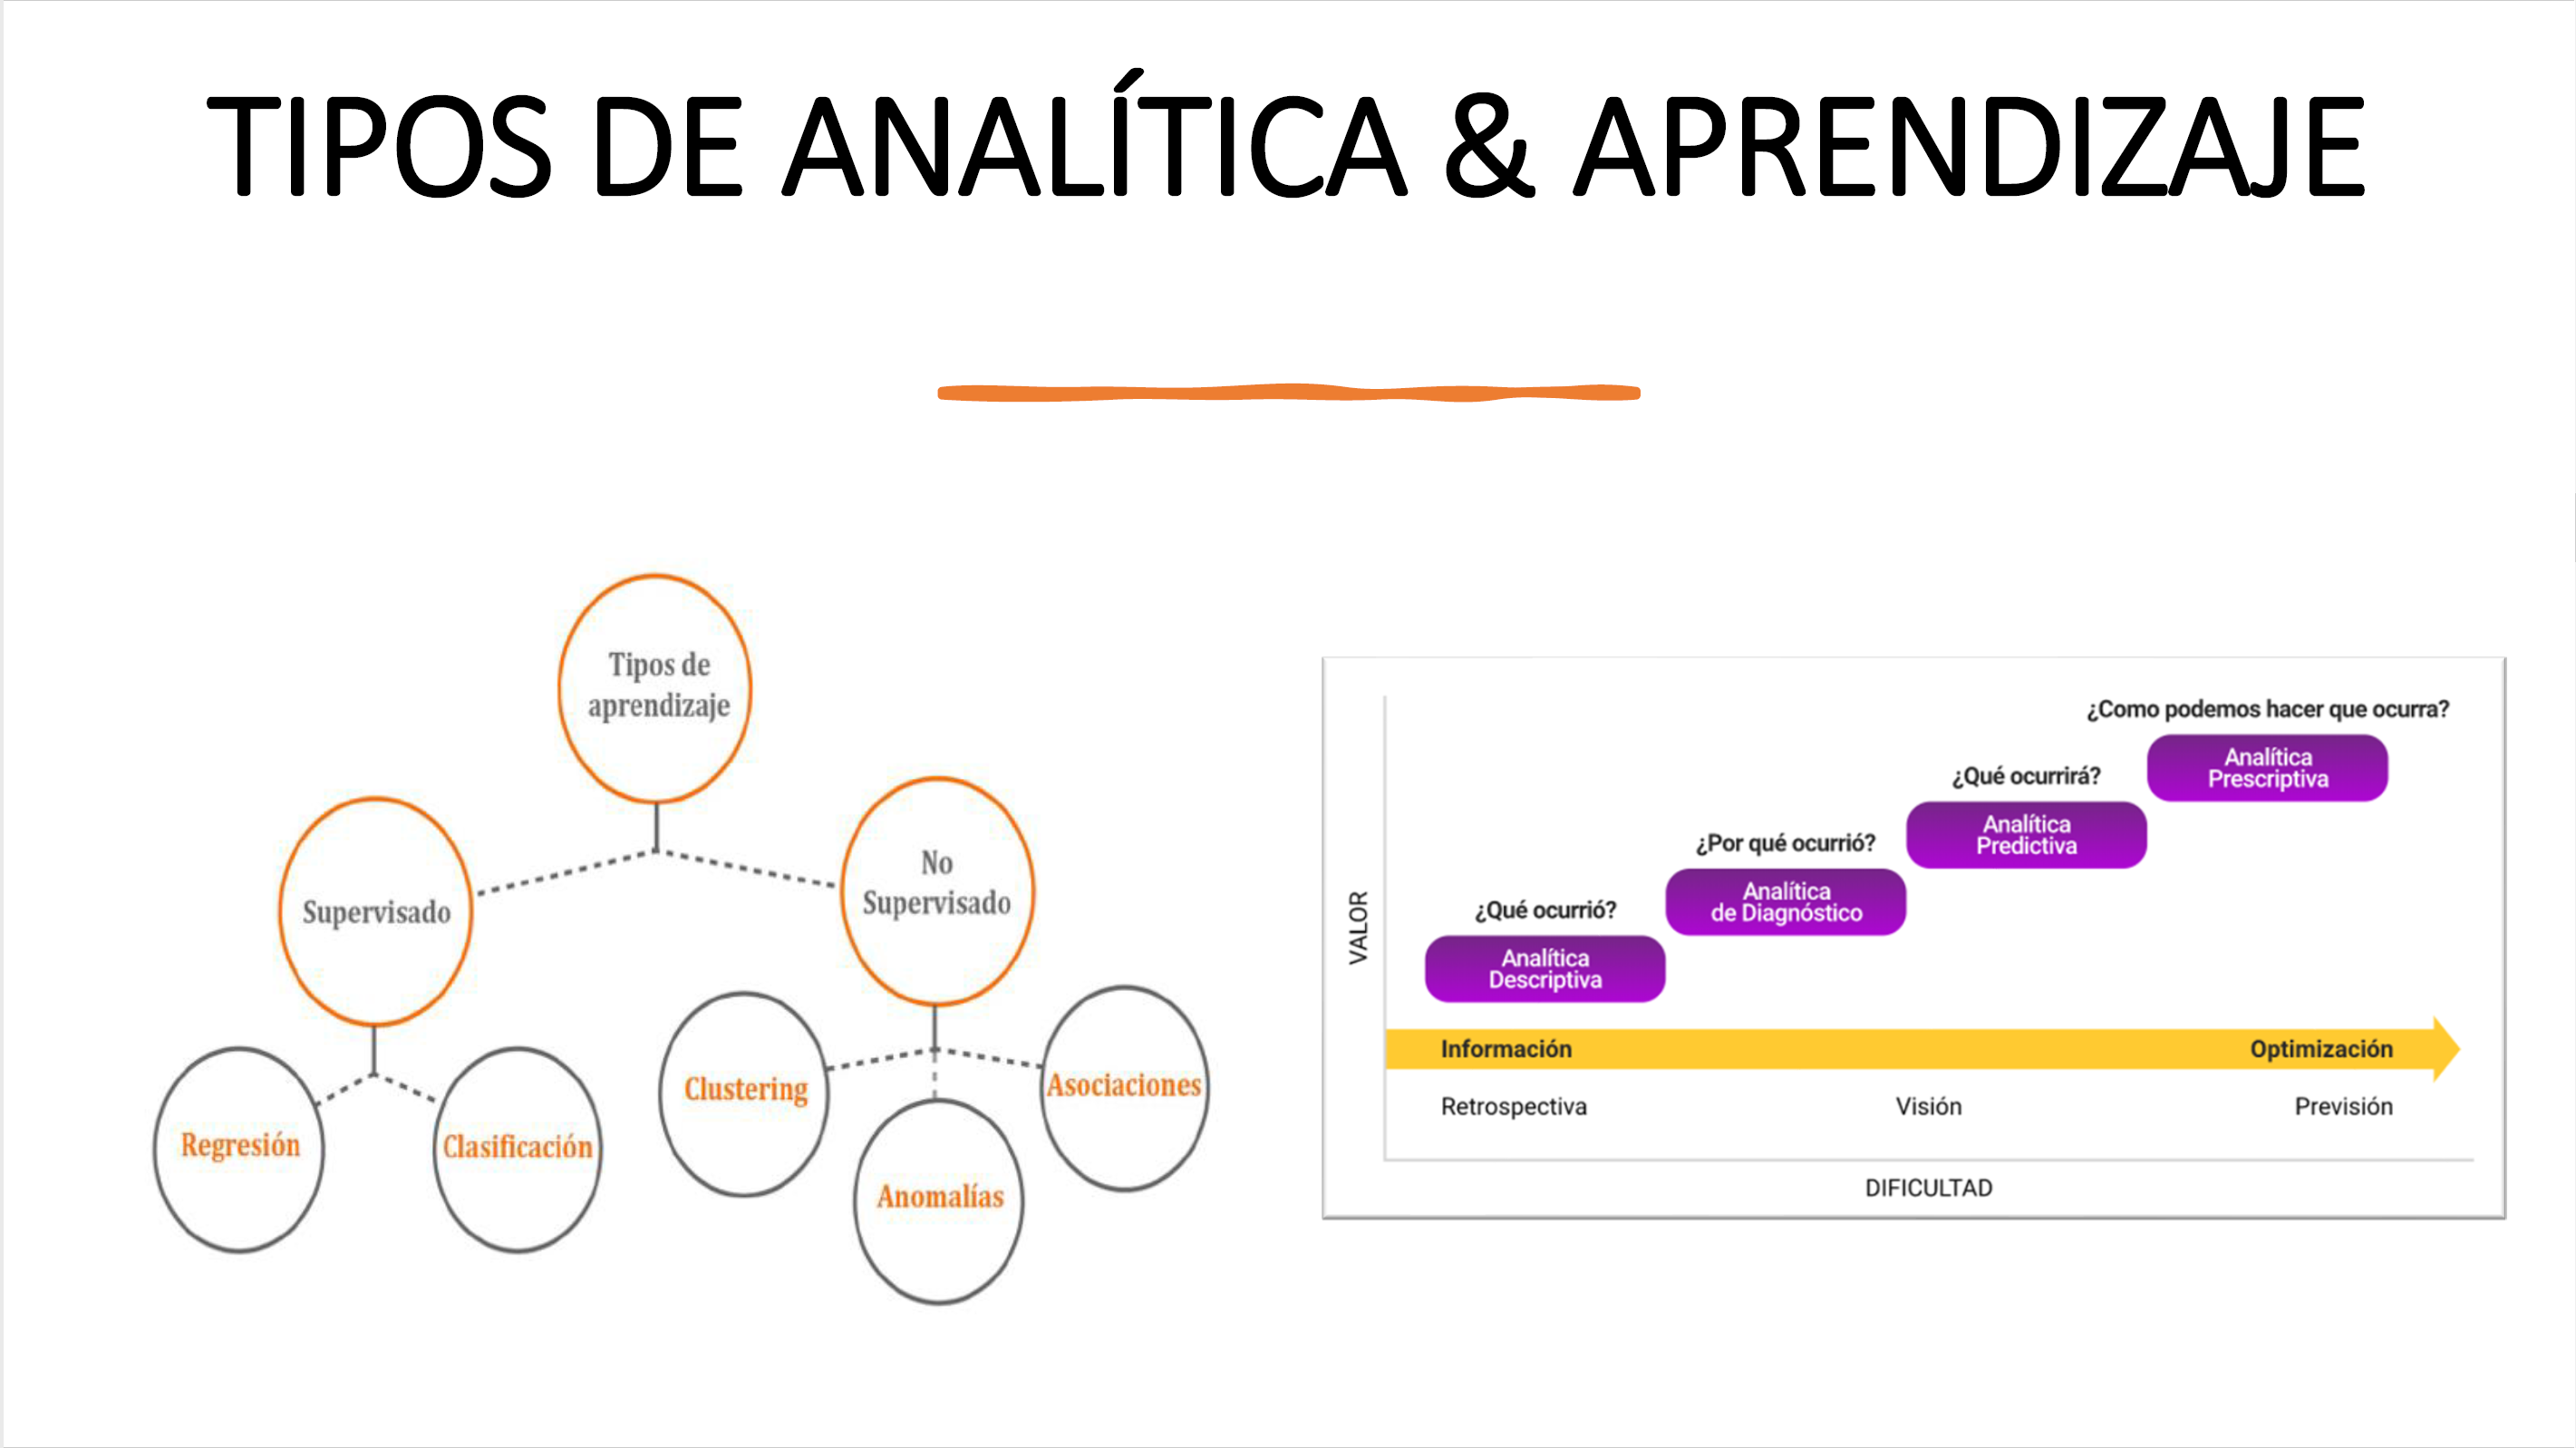 TIPOS DE ANALÍTICA & APRENDIZAJE
Tipos de
aprendizaje
Supervisado
No
Supervisado
Regresión
Clasificación
Clustering
Anomalías
Asociaciones
VALOR
¿Qué ocurrió?
Analítica
Descriptiva
¿Por qué ocurrió?
Analítica
de Diagnóstico
¿Qué ocurrirá?
Analítica
Predictiva
¿Como podemos hacer que ocurra?
Analítica
Prescriptiva
Información
Optimización
Retrospectiva
Visión
Previsión
DIFICULTAD